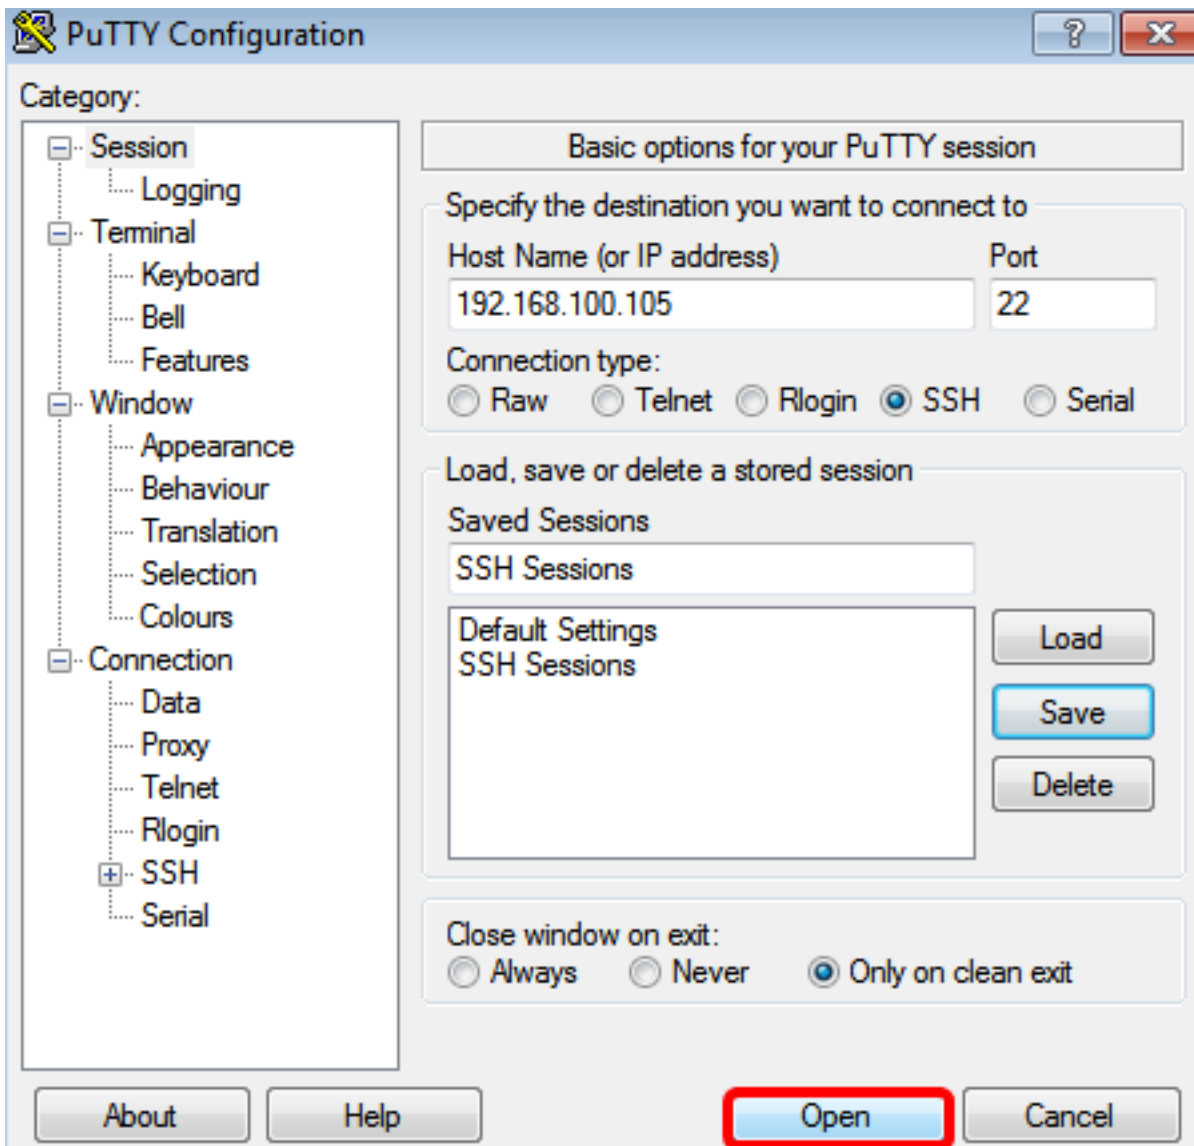 PuTTY Configuration
Category:
Session
Logging
Terminal
Keyboard
Bell
Features
Window
Appearance
Behaviour
Translation
Selection
Colours
Connection
Data
Proxy
Telnet
Rlogin
SSH
Serial
Basic options for your PuTTY session
Specify the destination you want to connect to
Host Name (or IP address) Port
192.168.100.105 22
Connection type:
Raw Telnet Rlogin SSH Serial
Load, save or delete a stored session
Saved Sessions
SSH Sessions
Default Settings
SSH Sessions
Load
Save
Delete
Close window on exit:
Always Never Only on clean exit
About Help Open Cancel